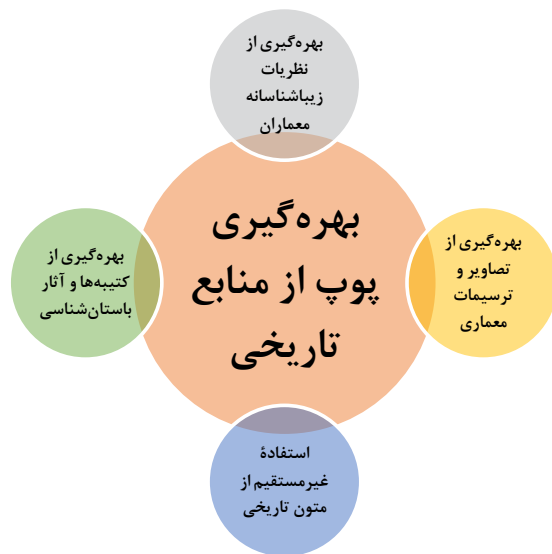 بهره‌گیری از
نظریات
زیباشناسانه
معماران
بهره‌گیری
پوپ از منابع
تاریخی
بهره‌گیری از
تصاویر و
ترسیمات
معماری
استفادهٔ
غیرمستقیم از
متون تاریخی
بهره‌گیری از
کتیبه‌ها و آثار
باستان‌شناسی